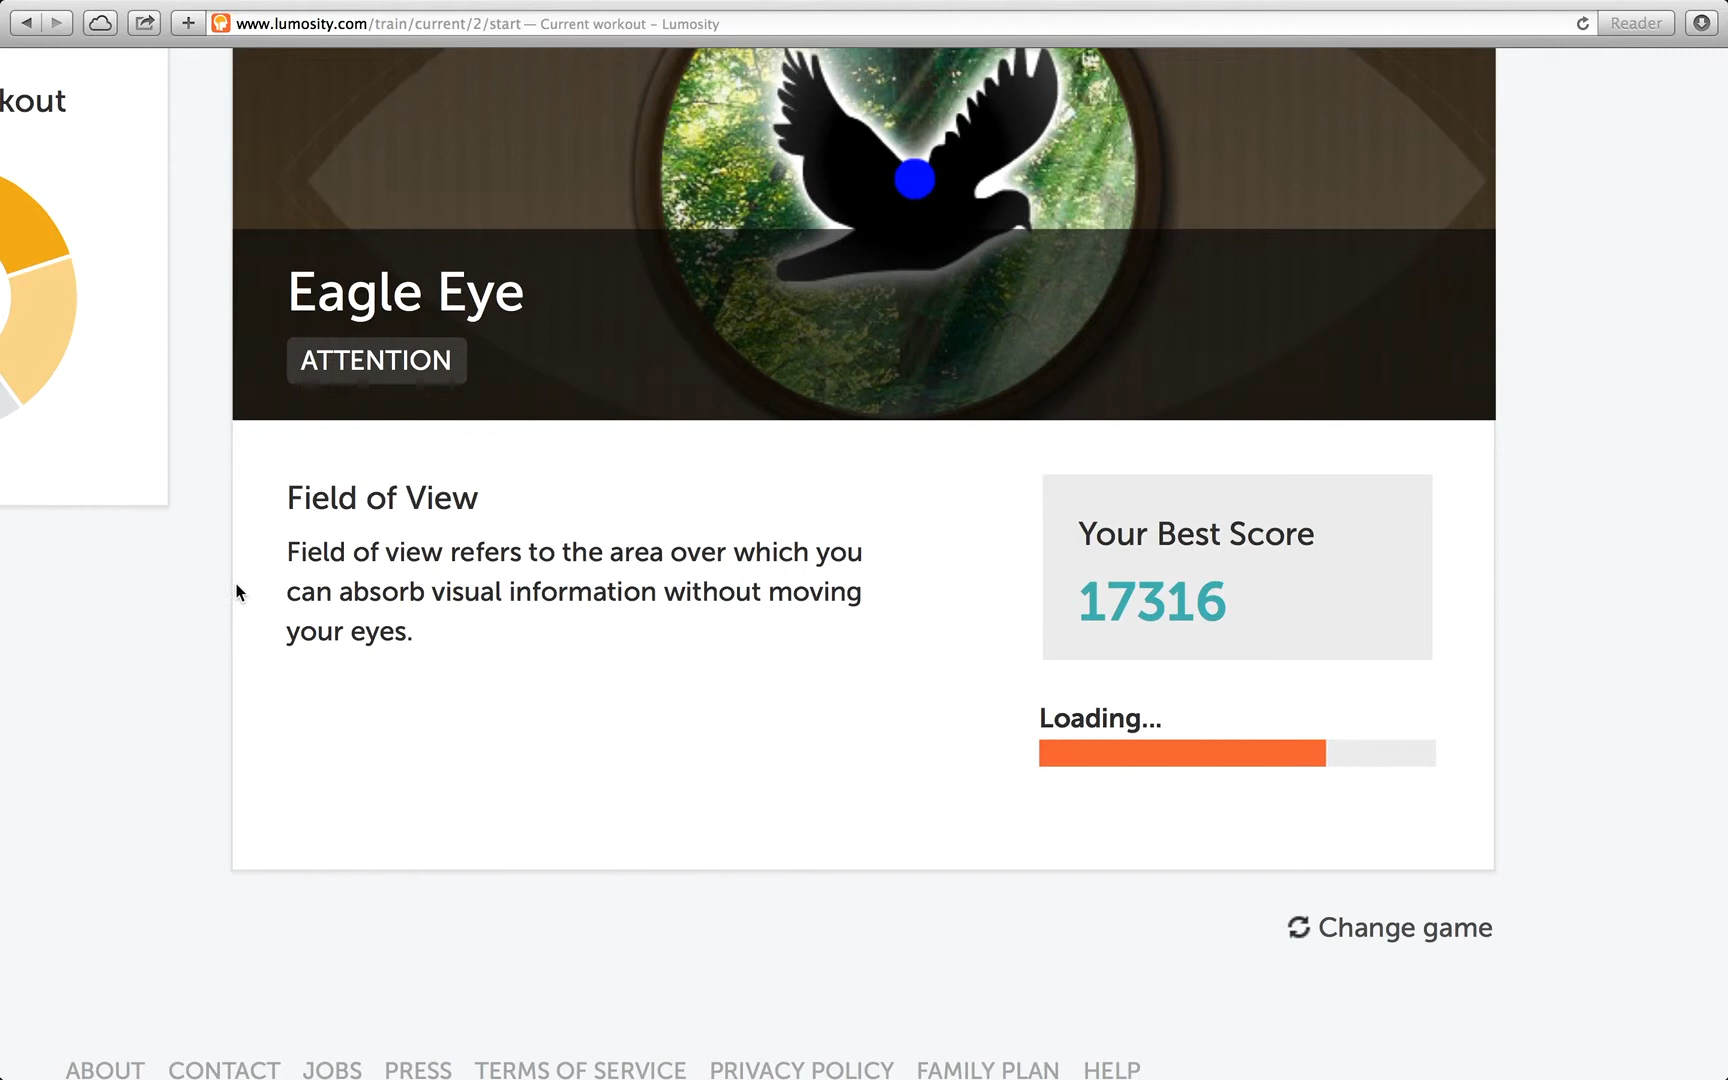 www.lumosity.com/train/current/2/start — Current workout – Lumosity
Reader
kout
Eagle Eye
ATTENTION
Field of View
Field of view refers to the area over which you
can absorb visual information without moving
your eyes.
Your Best Score
17316
Loading...
Change game
ABOUT CONTACT JOBS PRESS TERMS OF SERVICE PRIVACY POLICY FAMILY PLAN HELP